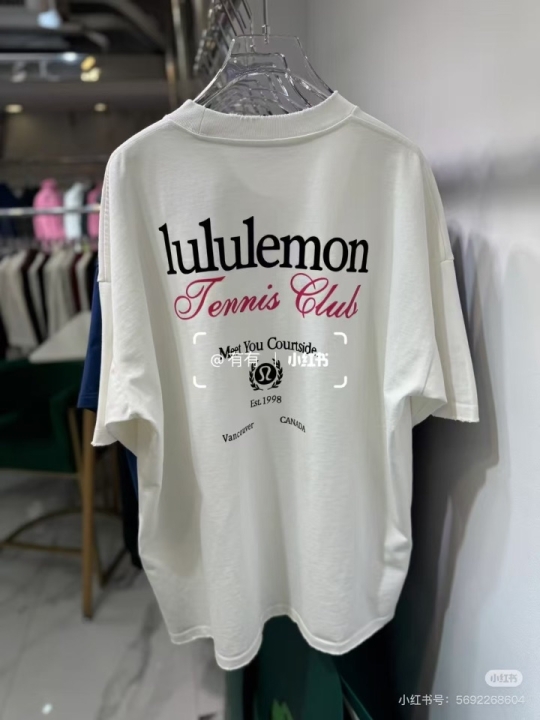 lululemon
Tennis Club
Meet You Courtside
@有有 | 小红书
Est. 1998
Vancouver CANADA
小红书
小红书号：5692268604